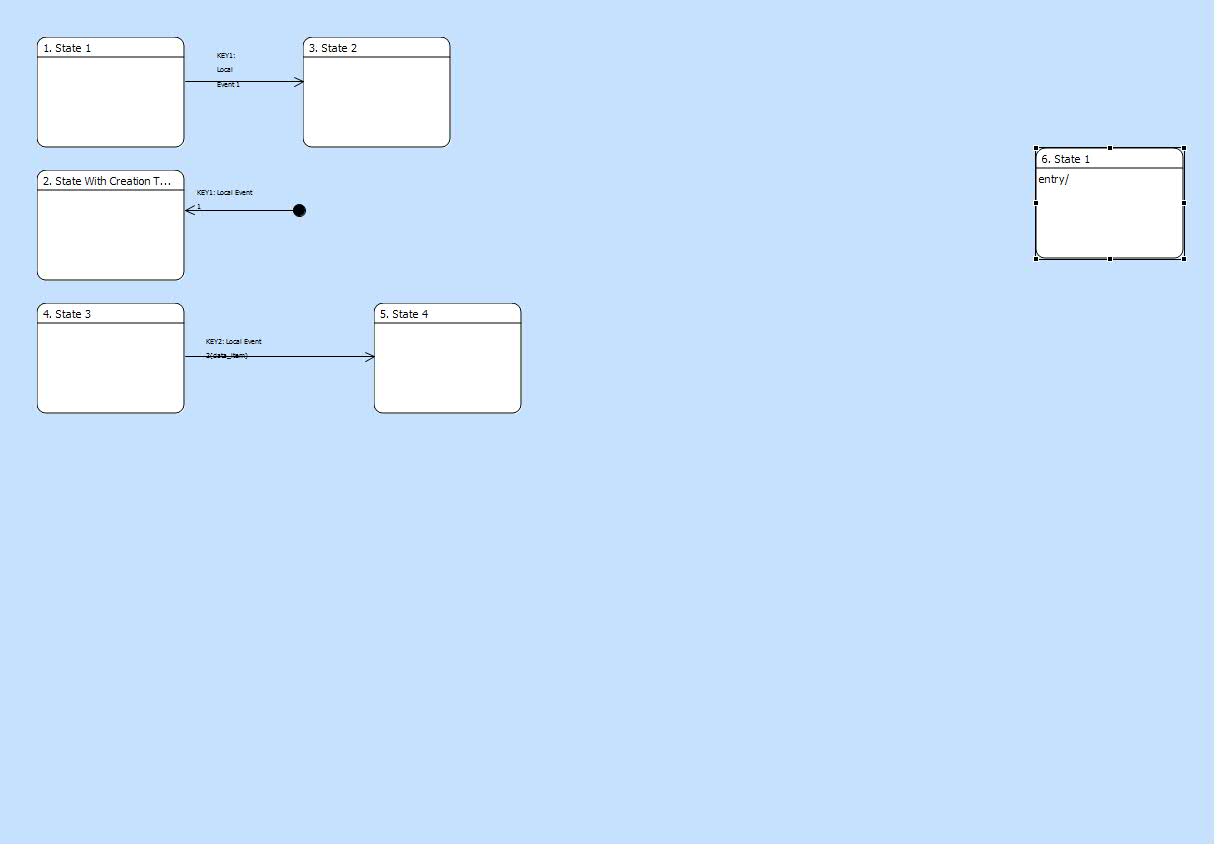 1. State 1
KEY1:
Local
Event 1
3. State 2
6. State 1
entry/
2. State With Creation T...
KEY1: Local Event
1
4. State 3
KEY2: Local Event
2(data_item)
5. State 4